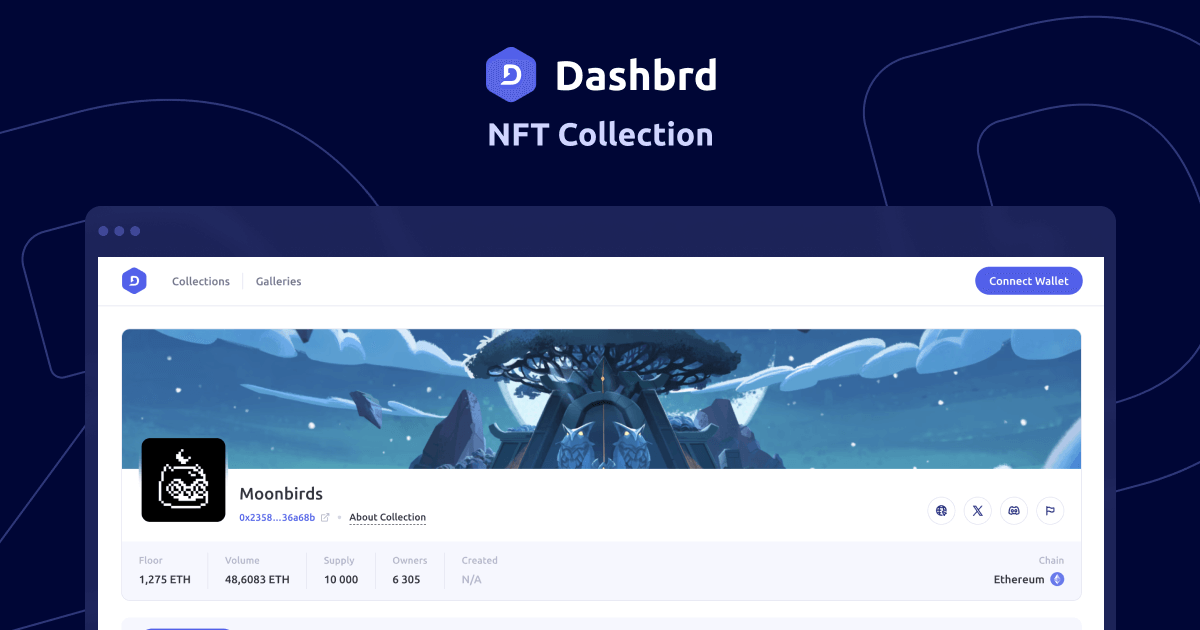 Dashbrd
NFT Collection
Collections
Galleries
Connect Wallet
Moonbirds
0x2358...36a68b
About Collection
Floor
Volume
Supply
Owners
Created
Chain
1,275 ETH
48,6083 ETH
10 000
6 305
N/A
Ethereum